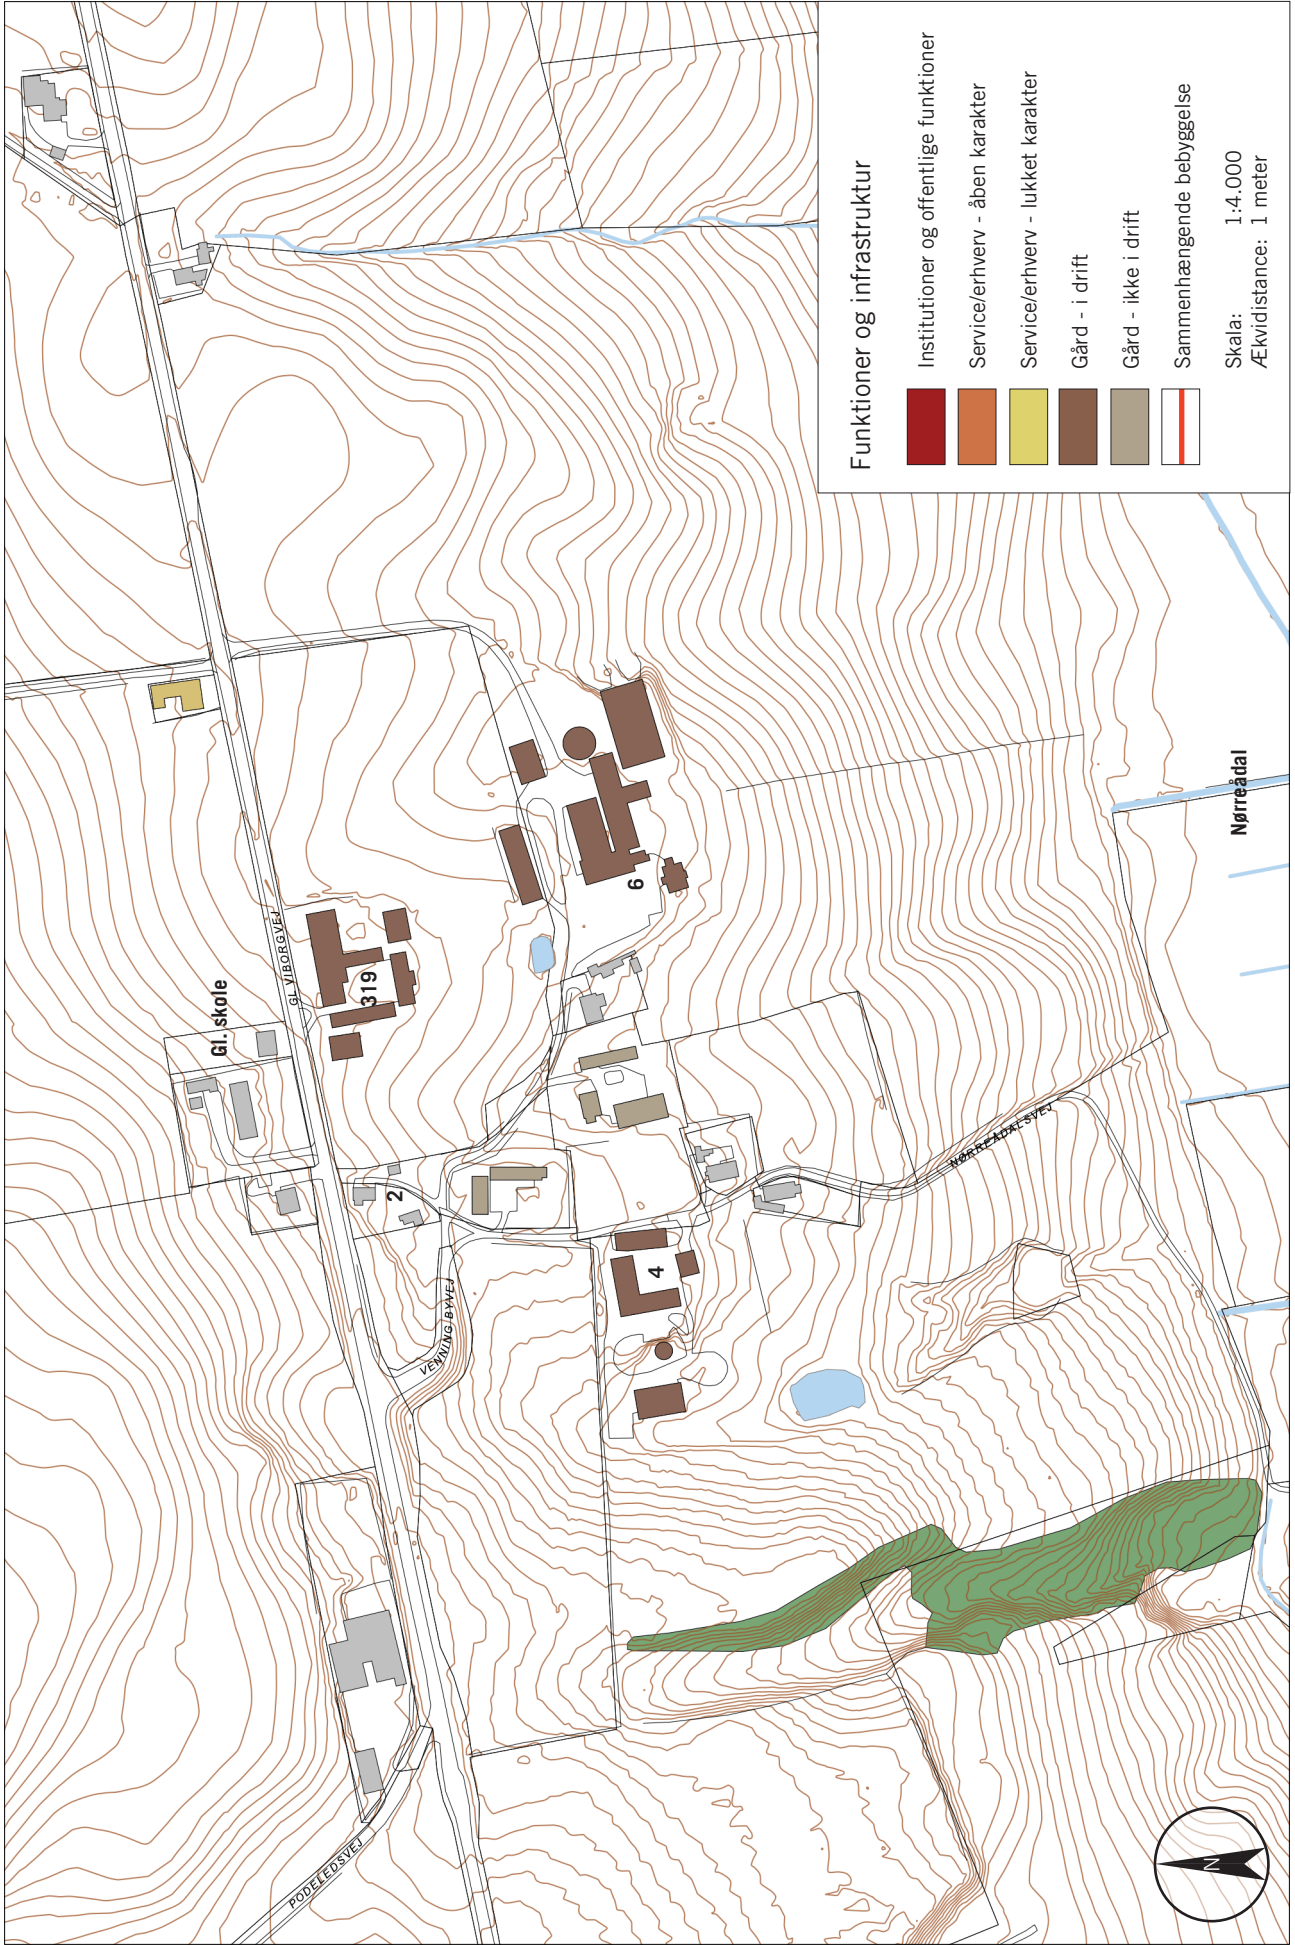 PODELEDSVEJ
VENNING BYVEJ
GL VIBORGVEJ
Gl. skole
319
2
4
6
NØRREÅDALSVEJ
Nørreådal
N
Funktioner og infrastruktur
Institutioner og offentlige funktioner
Service/erhverv - åben karakter
Service/erhverv - lukket karakter
Gård - i drift
Gård - ikke i drift
Sammenhængende bebyggelse
Skala: 1:4.000
Ækvidistance: 1 meter